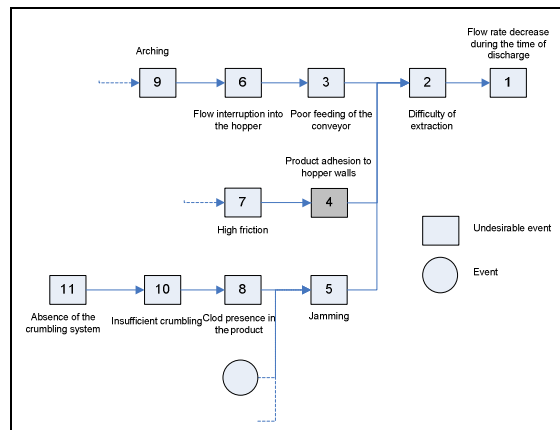 Flow rate decrease
during the time of
discharge
Arching
9
6
3
2
1
Flow interruption into
the hopper
Poor feeding of the
conveyor
Difficulty of
extraction
Product adhesion to
hopper walls
7
4
High friction
Undesirable event
Event
11
10
8
5
Absence of the
crumbling system
Insufficient crumbling
Clod presence in
the product
Jamming